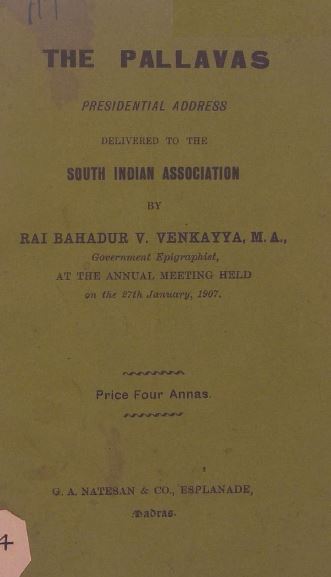 THE PALLAVAS
PRESIDENTIAL ADDRESS
DELIVERED TO THE
SOUTH INDIAN ASSOCIATION
BY
RAI BAHADUR V. VENKAYYA, M.A.,
Government Epigraphist,
AT THE ANNUAL MEETING HELD
on the 27th January, 1907.
Price Four Annas.
G. A. NATESAN & CO., ESPLANADE,
Madras.
4